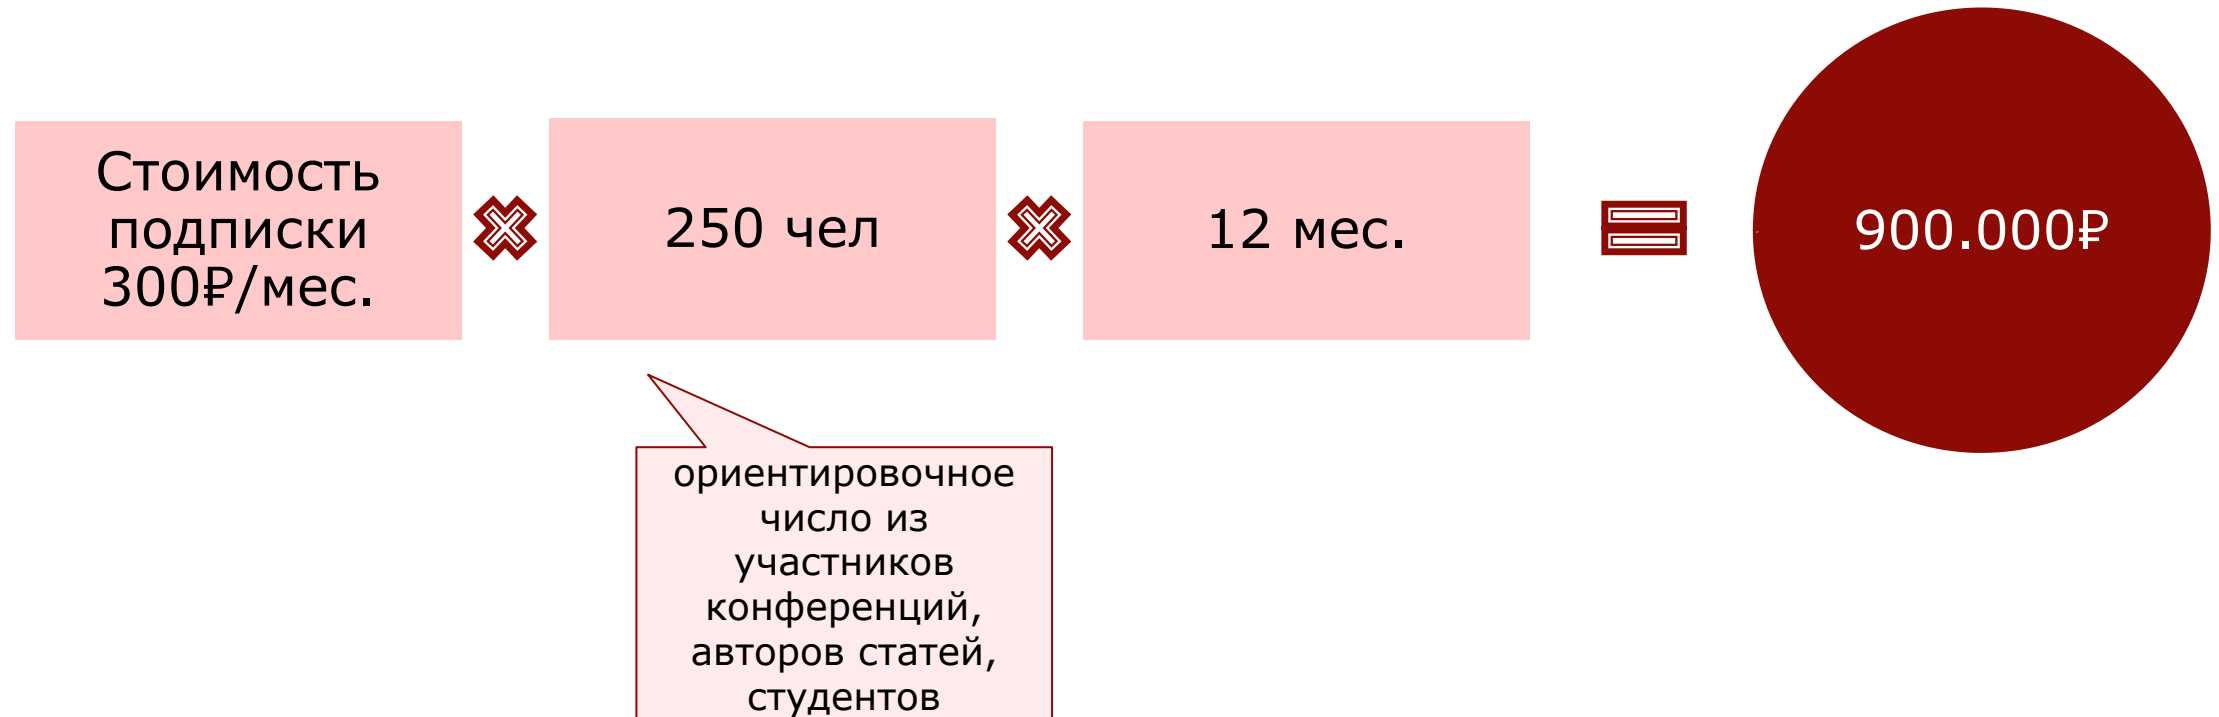 Стоимость
подписки
300₽/мес.
250 чел
12 мес.
900.000₽
ориентировочное
число из
участников
конференций,
авторов статей,
студентов